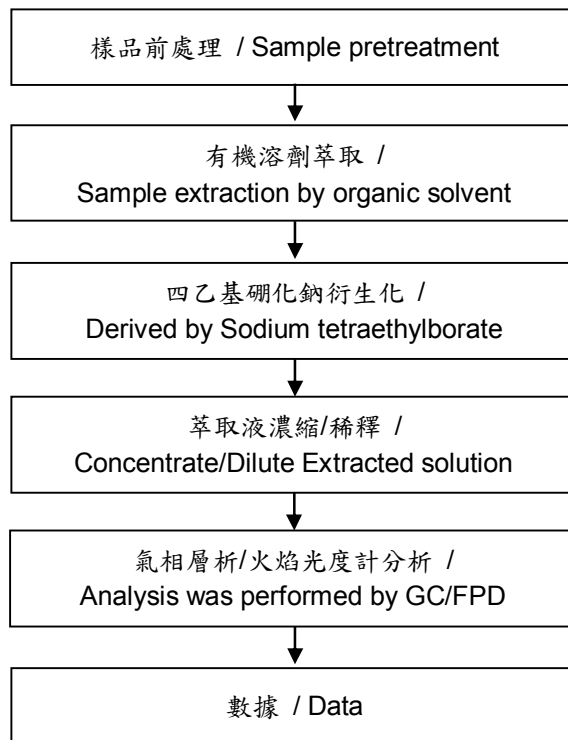 樣品前處理 / Sample pretreatment
有機溶劑萃取 /
Sample extraction by organic solvent
四乙基硼化鈉衍生化 /
Derived by Sodium tetraethylborate
萃取液濃縮/稀釋 /
Concentrate/Dilute Extracted solution
氣相層析/火焰光度計分析 /
Analysis was performed by GC/FPD
數據 / Data